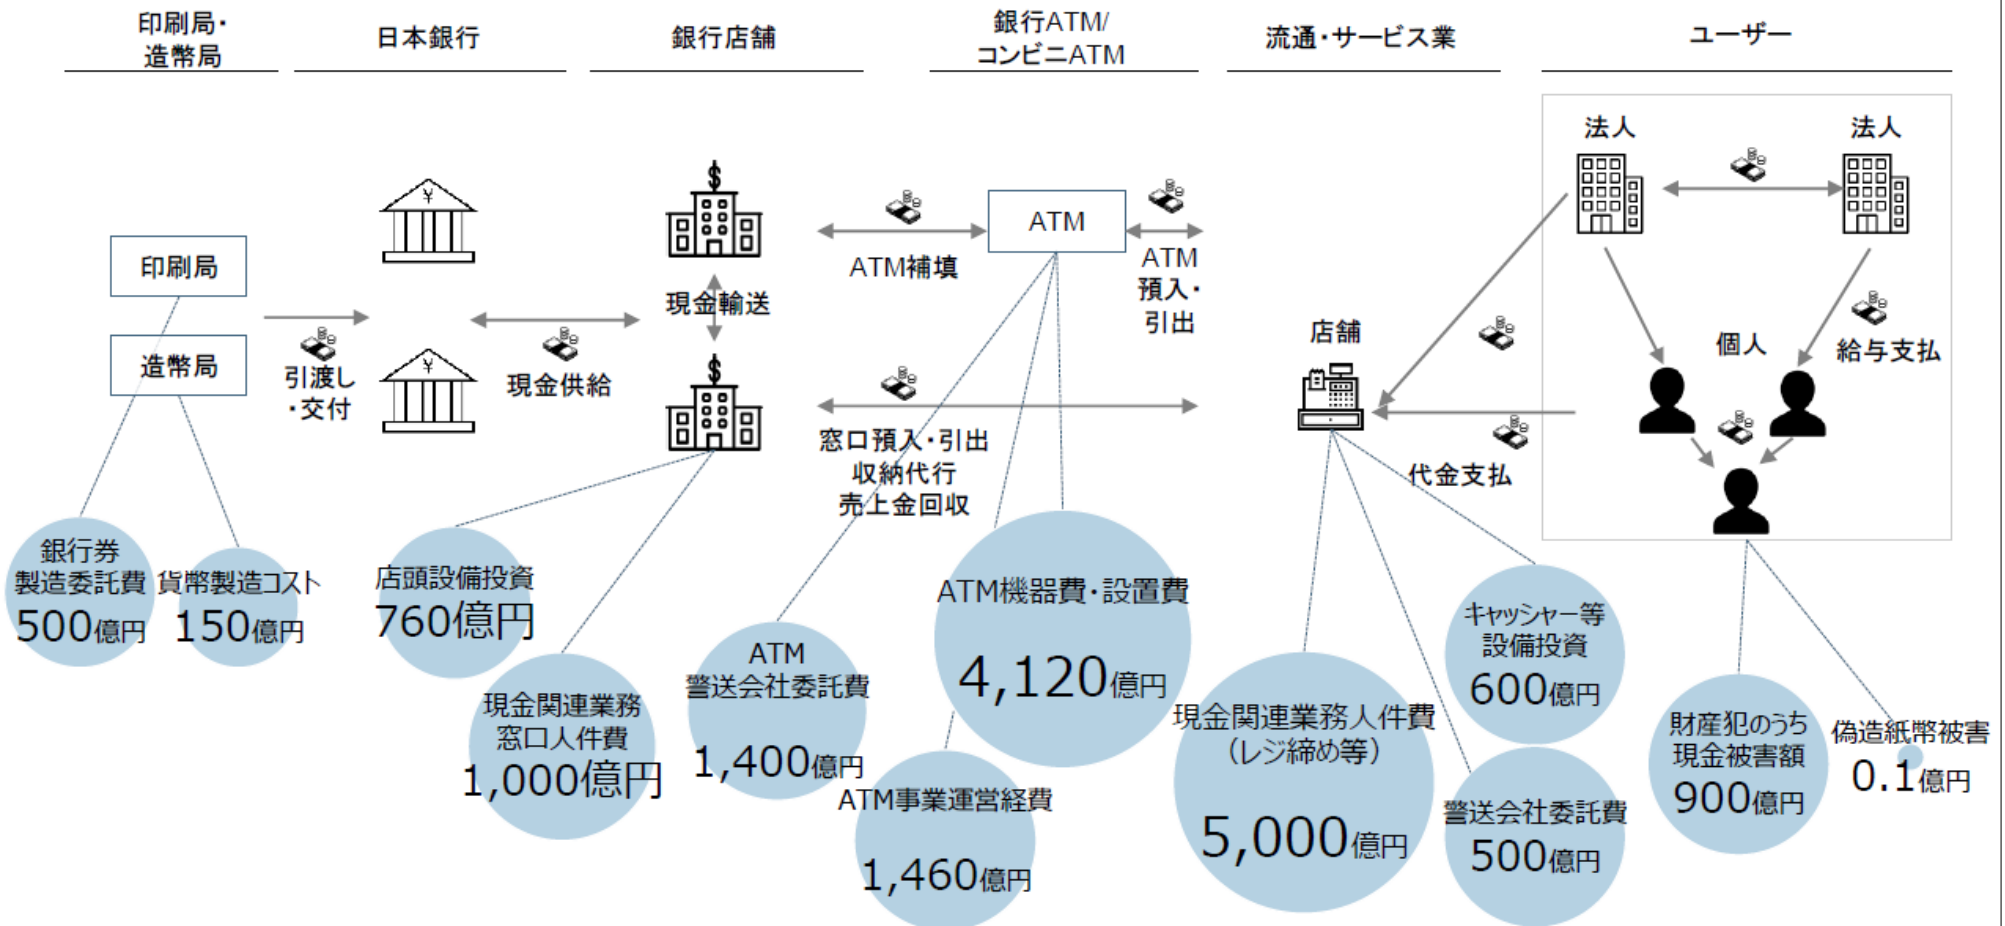 印刷局・
造幣局
日本銀行
銀行店舗
銀行ATM/
コンビニATM
流通・サービス業
ユーザー
法人
法人
¥
$
ATM
印刷局
ATM補填
ATM
預入・
引出
現金輸送
店舗
個人
給与支払
造幣局
引渡し
・交付
¥
現金供給
$
窓口預入・引出
収納代行
売上金回収
代金支払
銀行券
製造委託費
500億円
貨幣製造コスト
150億円
店頭設備投資
760億円
現金関連業務
窓口人件費
1,000億円
ATM
警送会社委託費
1,400億円
ATM機器費・設置費
4,120億円
ATM事業運営経費
1,460億円
現金関連業務人件費
（レジ締め等）
5,000億円
キャッシャー等
設備投資
600億円
警送会社委託費
500億円
財産犯のうち
現金被害額
900億円
偽造紙幣被害
0.1億円